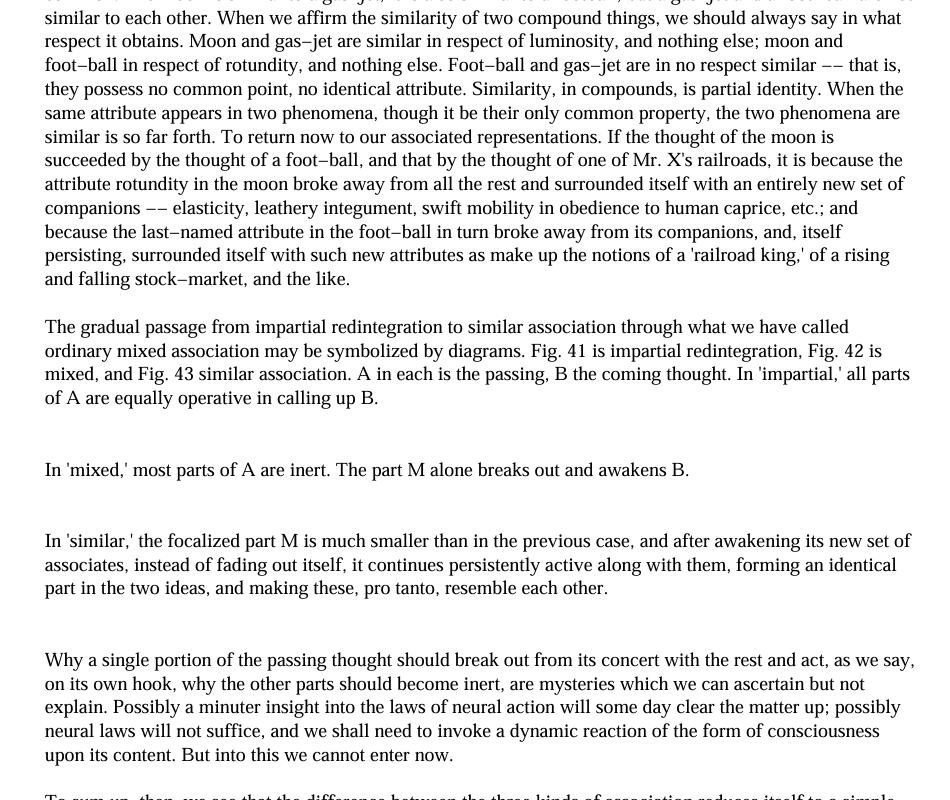 similar to each other. When we affirm the similarity of two compound things, we should always say in what
respect it obtains. Moon and gas−jet are similar in respect of luminosity, and nothing else; moon and
foot−ball in respect of rotundity, and nothing else. Foot−ball and gas−jet are in no respect similar −− that is,
they possess no common point, no identical attribute. Similarity, in compounds, is partial identity. When the
same attribute appears in two phenomena, though it be their only common property, the two phenomena are
similar is so far forth. To return now to our associated representations. If the thought of the moon is
succeeded by the thought of a foot−ball, and that by the thought of one of Mr. X's railroads, it is because the
attribute rotundity in the moon broke away from all the rest and surrounded itself with an entirely new set of
companions −− elasticity, leathery integument, swift mobility in obedience to human caprice, etc.; and
because the last−named attribute in the foot−ball in turn broke away from its companions, and, itself
persisting, surrounded itself with such new attributes as make up the notions of a 'railroad king,' of a rising
and falling stock−market, and the like.
The gradual passage from impartial redintegration to similar association through what we have called
ordinary mixed association may be symbolized by diagrams. Fig. 41 is impartial redintegration, Fig. 42 is
mixed, and Fig. 43 similar association. A in each is the passing, B the coming thought. In 'impartial,' all parts
of A are equally operative in calling up B.
In 'mixed,' most parts of A are inert. The part M alone breaks out and awakens B.
In 'similar,' the focalized part M is much smaller than in the previous case, and after awakening its new set of
associates, instead of fading out itself, it continues persistently active along with them, forming an identical
part in the two ideas, and making these, pro tanto, resemble each other.
Why a single portion of the passing thought should break out from its concert with the rest and act, as we say,
on its own hook, why the other parts should become inert, are mysteries which we can ascertain but not
explain. Possibly a minuter insight into the laws of neural action will some day clear the matter up; possibly
neural laws will not suffice, and we shall need to invoke a dynamic reaction of the form of consciousness
upon its content. But into this we cannot enter now.
To sum up, then, we see that the difference between the three kinds of association reduces itself to a simple